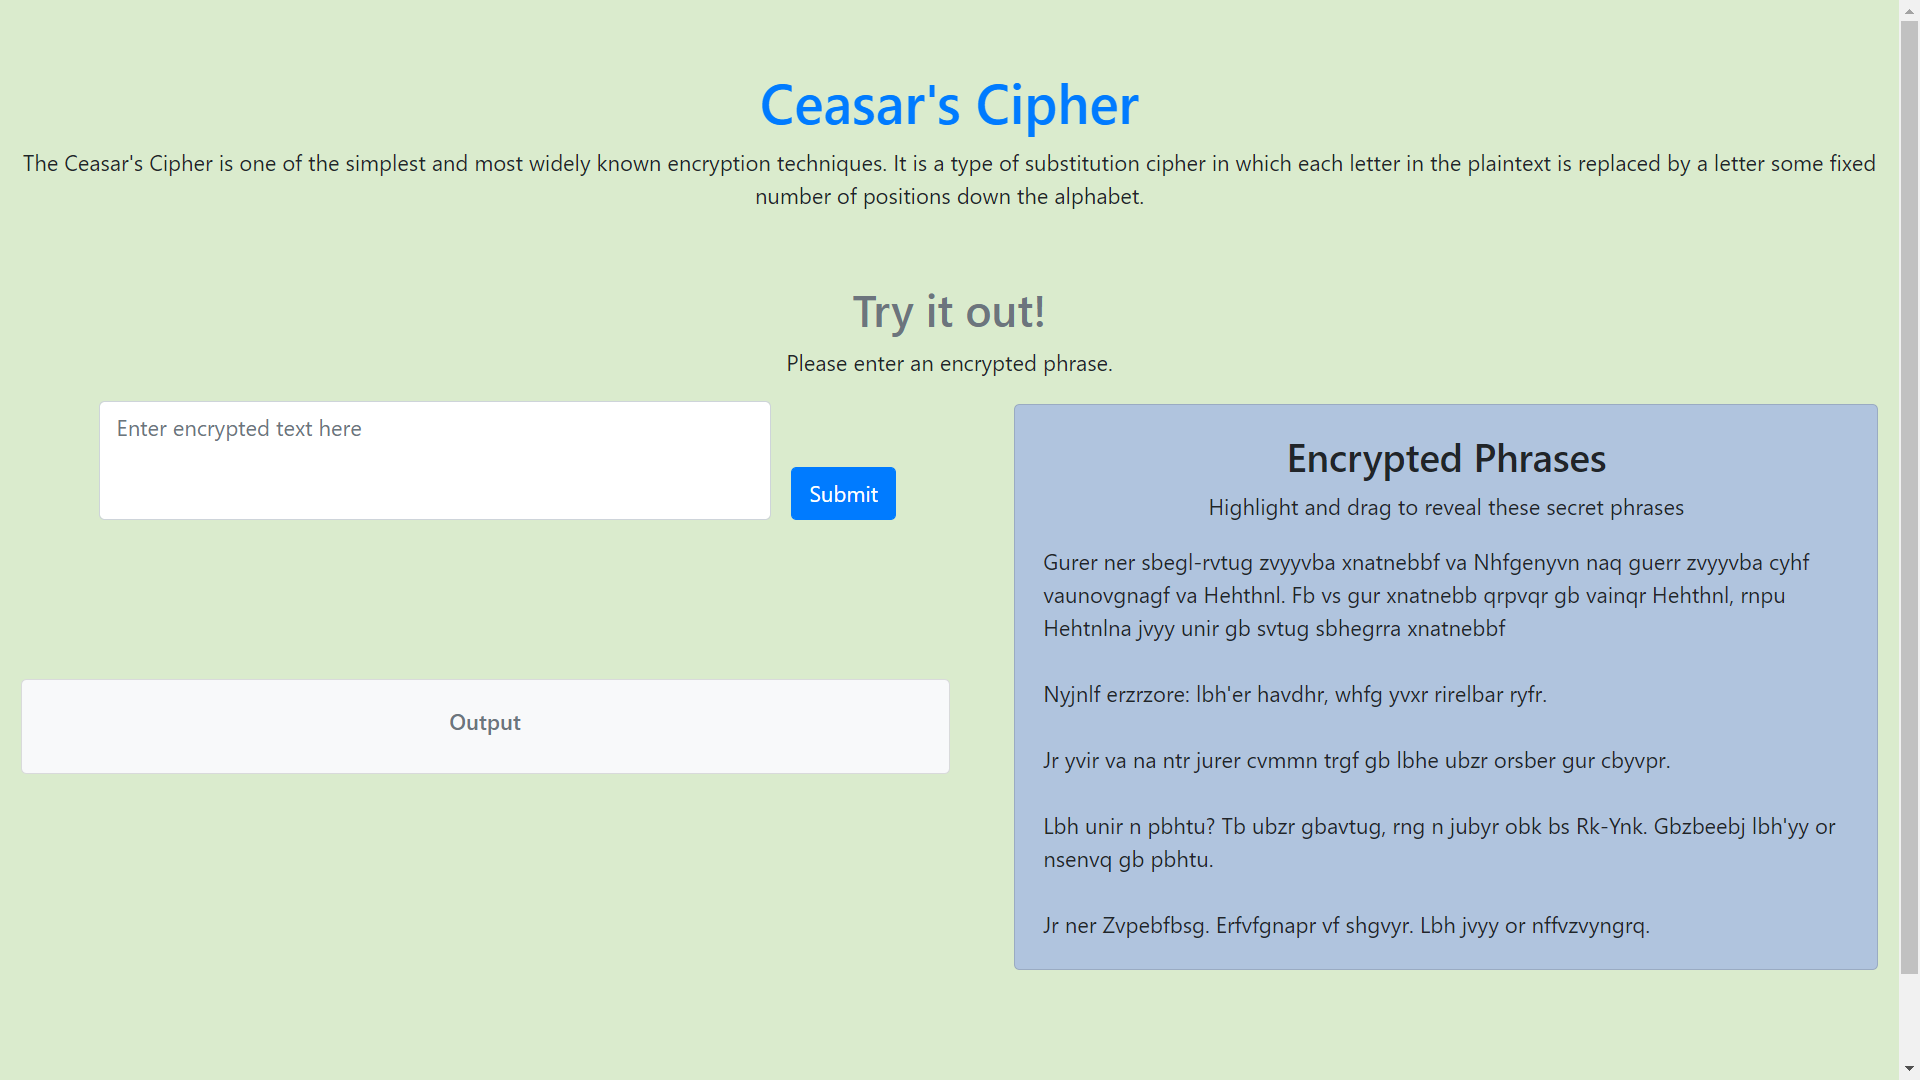 Ceasar's Cipher
The Ceasar's Cipher is one of the simplest and most widely known encryption techniques. It is a type of substitution cipher in which each letter in the plaintext is replaced by a letter some fixed
number of positions down the alphabet.
Try it out!
Please enter an encrypted phrase.
Enter encrypted text here
Submit
Output
Encrypted Phrases
Highlight and drag to reveal these secret phrases
Gurer ner sbegl-rvtug zvyyvba xnatnebbf va Nhfgenyvn naq guerr zvyyvba cyhf
vaunovgnagf va Hehthnl. Fb vs gur xnatnebb qrpvqr gb vainqr Hehthnl, rnpu
Hehtnlna jvyy unir gb svtug sbhegrra xnatnebbf
Nyjnlf erzrzore: lbh'er havdhr, whfg yvxr rirelbar ryfr.
Jr yvir va na ntr jurer cvmmn trgf gb lbhe ubzr orsber gur cbyvpr.
Lbh unir n pbhtu? Tb ubzr gbavtug, rng n jubyr obk bs Rk-Ynk. Gbzbeebj lbh'yy or
nsenvq gb pbhtu.
Jr ner Zvpebfbsg. Erfvfgnapr vf shgvyr. Lbh jvyy or nffvzvyngrq.